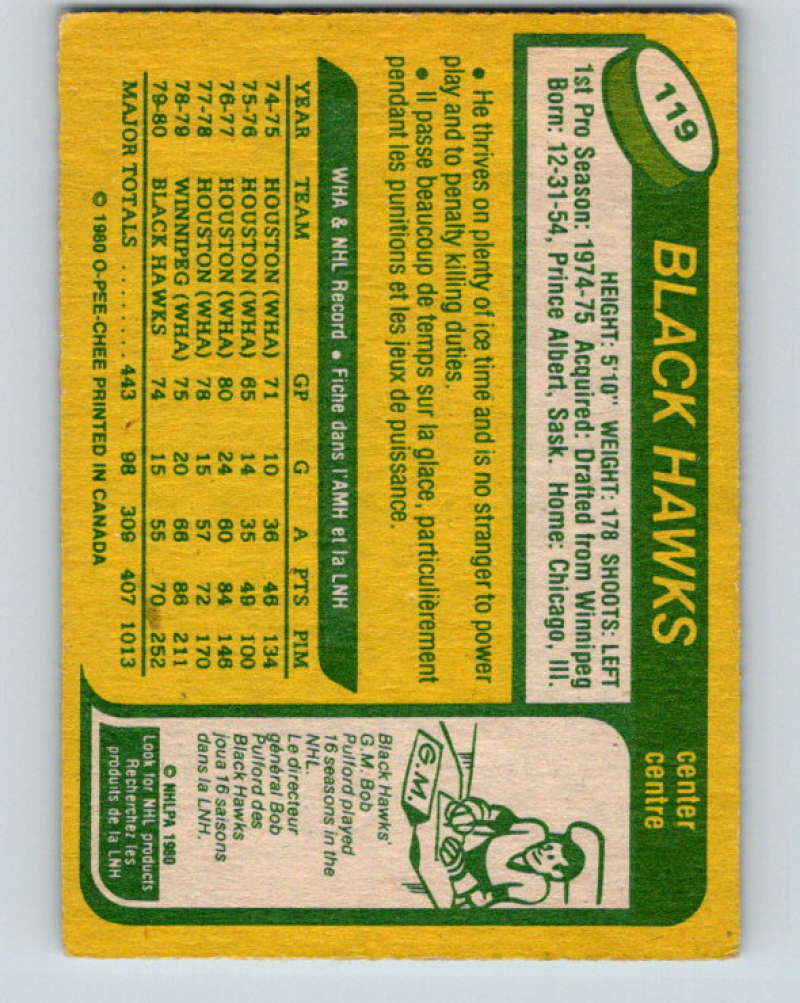 119
BLACK HAWKS
center
centre
HEIGHT: 5'10" WEIGHT: 178 SHOOTS: LEFT
1st Pro Season: 1974-75 Acquired: Drafted from Winnipeg
Born: 12-31-54, Prince Albert, Sask. Home: Chicago, Ill.
• He thrives on plenty of ice time and is no stranger to power
play and to penalty killing duties.
• Il passe beaucoup de temps sur la glace, particulièrement
pendant les punitions et les jeux de puissance.
WHA & NHL Record • Fiche dans l'AMH et la LNH
YEAR TEAM GP G A PTS PIM
74-75 HOUSTON (WHA) 71 10 36 46 134
75-76 HOUSTON (WHA) 65 14 35 49 100
76-77 HOUSTON (WHA) 80 24 60 84 146
77-78 HOUSTON (WHA) 78 15 57 72 170
78-79 WINNIPEG (WHA) 75 20 66 86 211
79-80 BLACK HAWKS 74 15 55 70 252
MAJOR TOTALS ........ 443 98 309 407 1013
© 1980 O-PEE-CHEE PRINTED IN CANADA
G.M.
Black Hawks'
G.M. Bob
Pulford played
16 seasons in the
NHL.
Le directeur
général Bob
Pulford des
Black Hawks
joua 16 saisons
dans la LNH.
© NHLPA 1980
Look for NHL products
Recherchez les
produits de la LNH